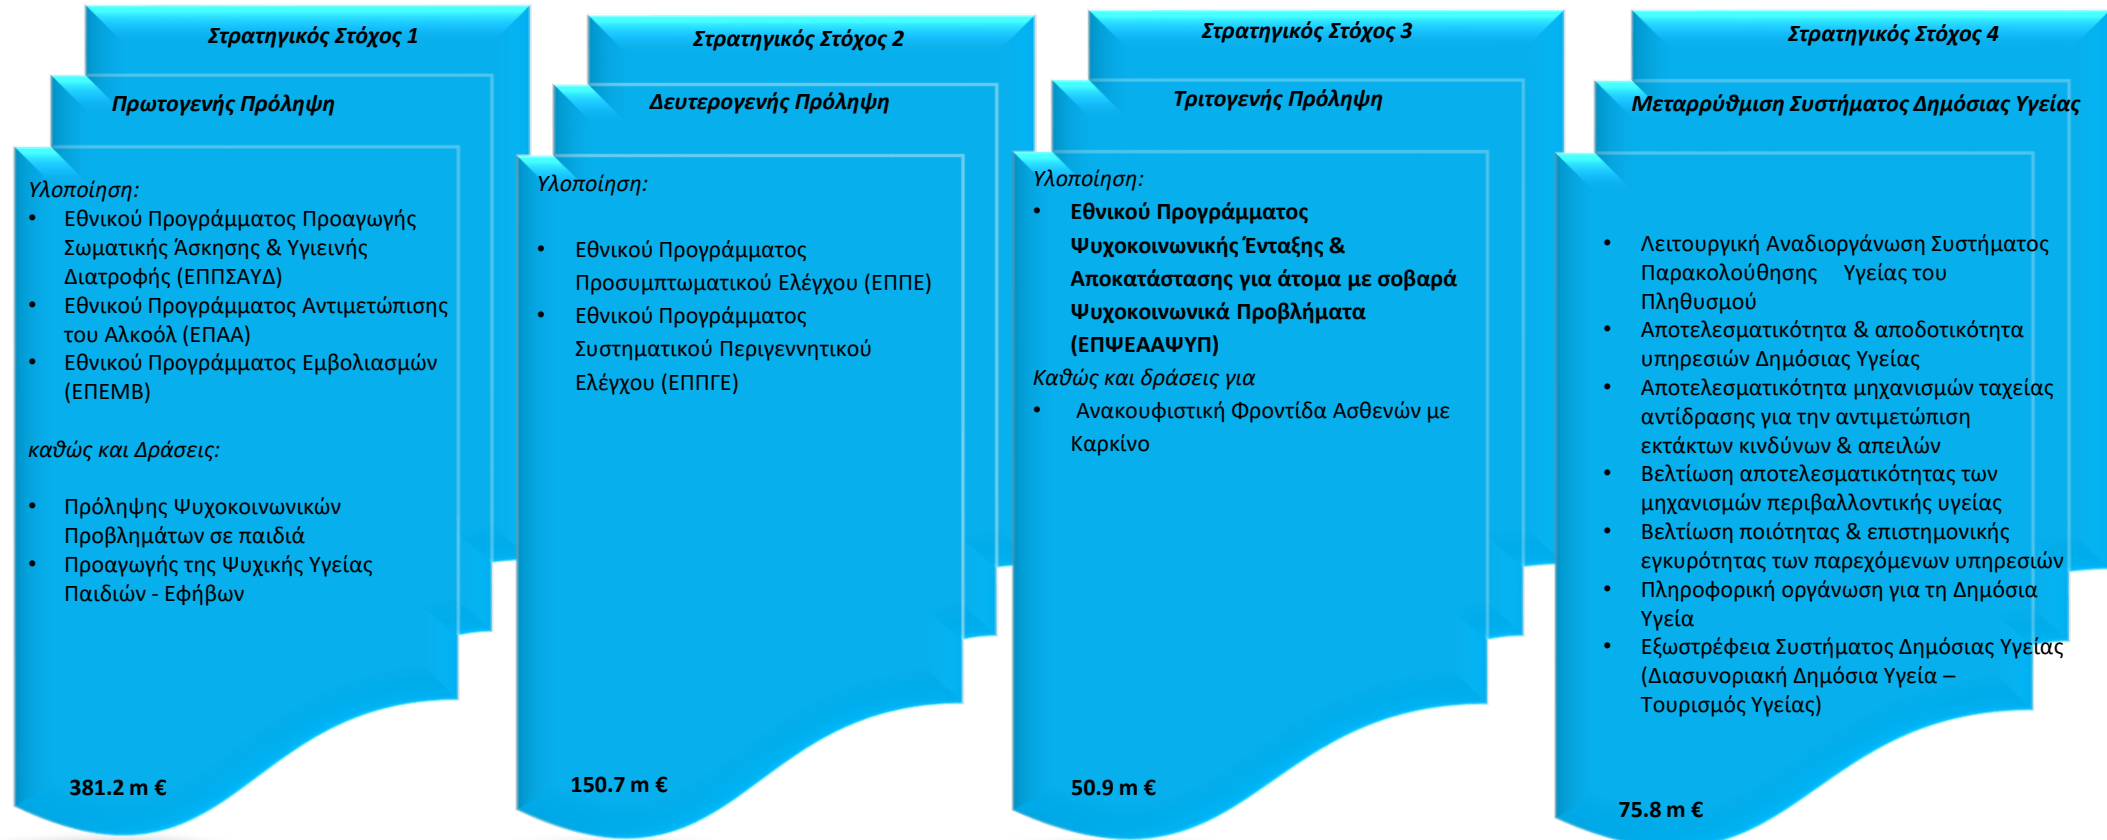 Στρατηγικός Στόχος 1
Πρωτογενής Πρόληψη
Υλοποίηση:
• Εθνικού Προγράμματος Προαγωγής
Σωματικής Άσκησης & Υγιεινής
Διατροφής (ΕΠΠΣΑΥΔ)
• Εθνικού Προγράμματος Αντιμετώπισης
του Αλκοόλ (ΕΠΑΑ)
• Εθνικού Προγράμματος Εμβολιασμών
(ΕΠΕΜΒ)
καθώς και Δράσεις:
• Πρόληψης Ψυχοκοινωνικών
Προβλημάτων σε παιδιά
• Προαγωγής της Ψυχικής Υγείας
Παιδιών - Εφήβων
381.2 m €
Στρατηγικός Στόχος 2
Δευτερογενής Πρόληψη
Υλοποίηση:
• Εθνικού Προγράμματος
Προσυμπτωματικού Ελέγχου (ΕΠΠΕ)
• Εθνικού Προγράμματος
Συστηματικού Περιγεννητικού
Ελέγχου (ΕΠΠΓΕ)
150.7 m €
Στρατηγικός Στόχος 3
Τριτογενής Πρόληψη
Υλοποίηση:
• Εθνικού Προγράμματος
Ψυχοκοινωνικής Ένταξης &
Αποκατάστασης για άτομα με σοβαρά
Ψυχοκοινωνικά Προβλήματα
(ΕΠΨΕΑΑΨΥΠ)
Καθώς και δράσεις για
• Ανακουφιστική Φροντίδα Ασθενών με
Καρκίνο
50.9 m €
Στρατηγικός Στόχος 4
Μεταρρύθμιση Συστήματος Δημόσιας Υγείας
• Λειτουργική Αναδιοργάνωση Συστήματος
Παρακολούθησης Υγείας του
Πληθυσμού
• Αποτελεσματικότητα & αποδοτικότητα
υπηρεσιών Δημόσιας Υγείας
• Αποτελεσματικότητα μηχανισμών ταχείας
αντίδρασης για την αντιμετώπιση
εκτάκτων κινδύνων & απειλών
• Βελτίωση αποτελεσματικότητας των
μηχανισμών περιβαλλοντικής υγείας
• Βελτίωση ποιότητας & επιστημονικής
εγκυρότητας των παρεχόμενων υπηρεσιών
• Πληροφορική οργάνωση για τη Δημόσια
Υγεία
• Εξωστρέφεια Συστήματος Δημόσιας Υγείας
(Διασυνοριακή Δημόσια Υγεία –
Τουρισμός Υγείας)
75.8 m €